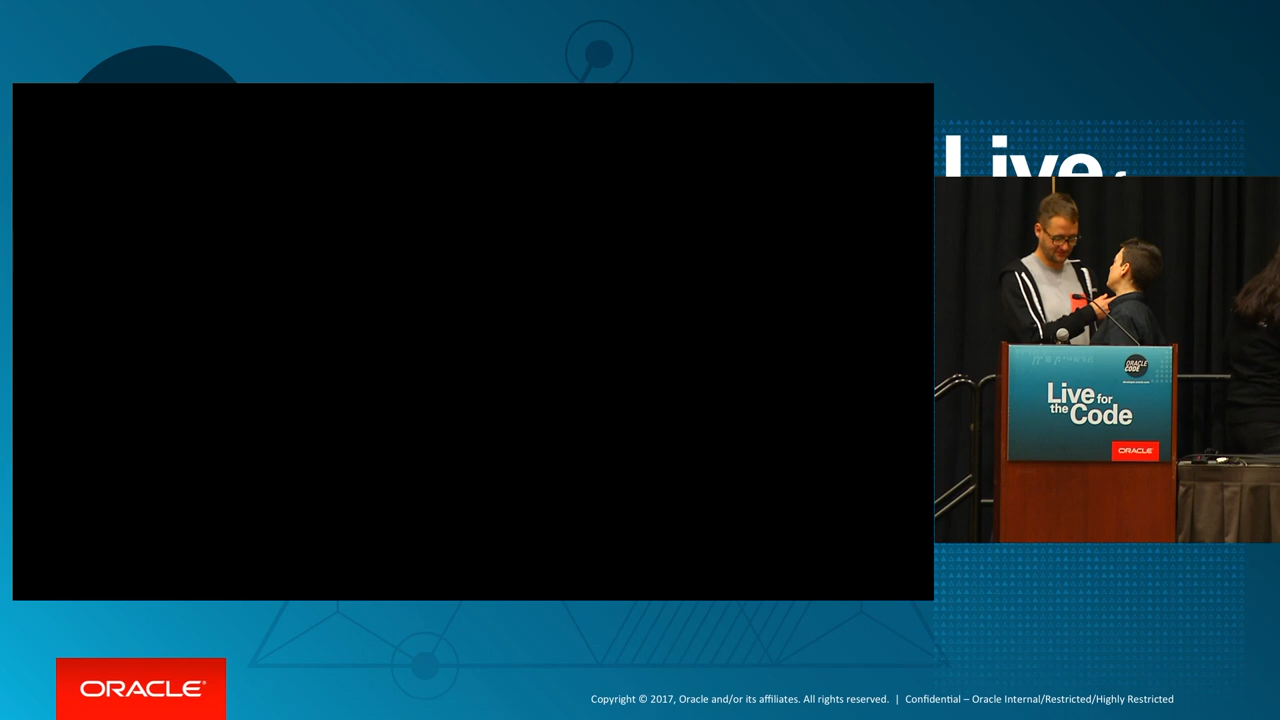 Live
ORACLE
CODE
Live for
the Code
ORACLE
ORACLE
Copyright © 2017, Oracle and/or its affiliates. All rights reserved. | Confidential – Oracle Internal/Restricted/Highly Restricted